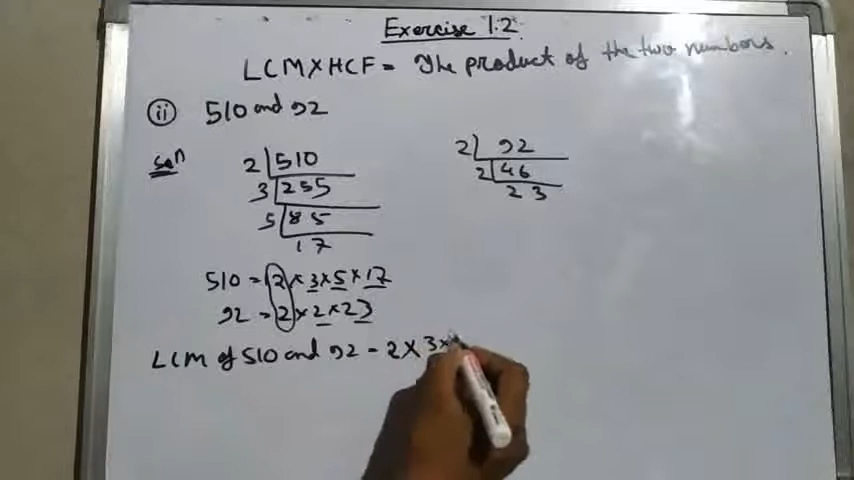 Exercise 1.2
LCM×HCF = The product of the two numbers.
(ii) 510 and 92
Solⁿ
2 | 510
3 | 255
5 | 85
17
2 | 92
2 | 46
23
510 = 2 × 3 × 5 × 17
92 = 2 × 2 × 23
LCM of 510 and 92 = 2 × 3 ×